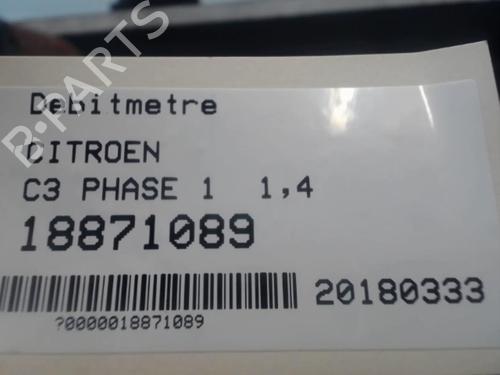 B-PARTS
Debitmetre
CITROEN
C3 PHASE 1 1,4
18871089
20180333
?0000018871089